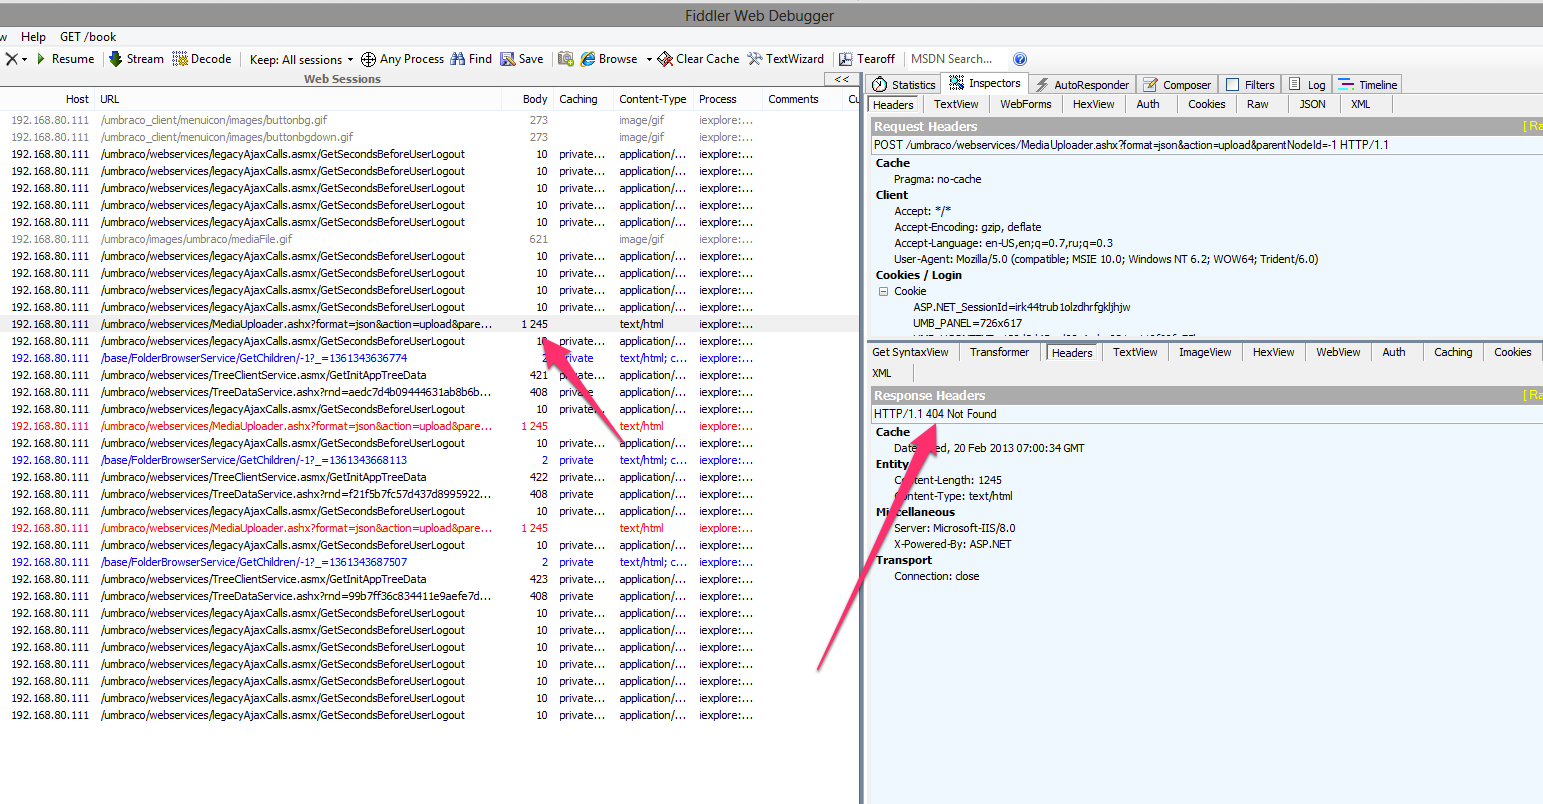 Fiddler Web Debugger
w Help GET /book
Resume Stream Decode Keep: All sessions Any Process Find Save Browse Clear Cache TextWizard Tearoff MSDN Search...
Web Sessions <<
Host URL Body Caching Content-Type Process Comments Cu
192.168.80.111 /umbraco_client/menuicon/images/buttonbg.gif 273 image/gif iexplore:...
192.168.80.111 /umbraco_client/menuicon/images/buttonbgdown.gif 273 image/gif iexplore:...
192.168.80.111 /umbraco/webservices/legacyAjaxCalls.asmx/GetSecondsBeforeUserLogout 10 private... application/... iexplore:...
192.168.80.111 /umbraco/webservices/legacyAjaxCalls.asmx/GetSecondsBeforeUserLogout 10 private... application/... iexplore:...
192.168.80.111 /umbraco/webservices/legacyAjaxCalls.asmx/GetSecondsBeforeUserLogout 10 private... application/... iexplore:...
192.168.80.111 /umbraco/webservices/legacyAjaxCalls.asmx/GetSecondsBeforeUserLogout 10 private... application/... iexplore:...
192.168.80.111 /umbraco/webservices/legacyAjaxCalls.asmx/GetSecondsBeforeUserLogout 10 private... application/... iexplore:...
192.168.80.111 /umbraco/images/umbraco/mediaFile.gif 621 image/gif iexplore:...
192.168.80.111 /umbraco/webservices/legacyAjaxCalls.asmx/GetSecondsBeforeUserLogout 10 private... application/... iexplore:...
192.168.80.111 /umbraco/webservices/legacyAjaxCalls.asmx/GetSecondsBeforeUserLogout 10 private... application/... iexplore:...
192.168.80.111 /umbraco/webservices/legacyAjaxCalls.asmx/GetSecondsBeforeUserLogout 10 private... application/... iexplore:...
192.168.80.111 /umbraco/webservices/legacyAjaxCalls.asmx/GetSecondsBeforeUserLogout 10 private... application/... iexplore:...
192.168.80.111 /umbraco/webservices/MediaUploader.ashx?format=json&action=upload&pare... 1 245 text/html iexplore:...
192.168.80.111 /umbraco/webservices/legacyAjaxCalls.asmx/GetSecondsBeforeUserLogout 10 private... application/... iexplore:...
192.168.80.111 /base/FolderBrowserService/GetChildren/-1?_=1361343636774 2 private text/html; c... iexplore:...
192.168.80.111 /umbraco/webservices/TreeClientService.asmx/GetInitAppTreeData 421 private... application/... iexplore:...
192.168.80.111 /umbraco/webservices/TreeDataService.ashx?rnd=aedc7d4b09444631ab8b6b... 408 private application/... iexplore:...
192.168.80.111 /umbraco/webservices/legacyAjaxCalls.asmx/GetSecondsBeforeUserLogout 10 private... application/... iexplore:...
192.168.80.111 /umbraco/webservices/MediaUploader.ashx?format=json&action=upload&pare... 1 245 text/html iexplore:...
192.168.80.111 /umbraco/webservices/legacyAjaxCalls.asmx/GetSecondsBeforeUserLogout 10 private... application/... iexplore:...
192.168.80.111 /base/FolderBrowserService/GetChildren/-1?_=1361343668113 2 private text/html; c... iexplore:...
192.168.80.111 /umbraco/webservices/TreeClientService.asmx/GetInitAppTreeData 422 private... application/... iexplore:...
192.168.80.111 /umbraco/webservices/TreeDataService.ashx?rnd=f21f5b7fc57d437d8995922... 408 private application/... iexplore:...
192.168.80.111 /umbraco/webservices/legacyAjaxCalls.asmx/GetSecondsBeforeUserLogout 10 private... application/... iexplore:...
192.168.80.111 /umbraco/webservices/MediaUploader.ashx?format=json&action=upload&pare... 1 245 text/html iexplore:...
192.168.80.111 /umbraco/webservices/legacyAjaxCalls.asmx/GetSecondsBeforeUserLogout 10 private... application/... iexplore:...
192.168.80.111 /base/FolderBrowserService/GetChildren/-1?_=1361343687507 2 private text/html; c... iexplore:...
192.168.80.111 /umbraco/webservices/TreeClientService.asmx/GetInitAppTreeData 423 private... application/... iexplore:...
192.168.80.111 /umbraco/webservices/TreeDataService.ashx?rnd=99b7ff36c834411e9aefe7d... 408 private application/... iexplore:...
192.168.80.111 /umbraco/webservices/legacyAjaxCalls.asmx/GetSecondsBeforeUserLogout 10 private... application/... iexplore:...
192.168.80.111 /umbraco/webservices/legacyAjaxCalls.asmx/GetSecondsBeforeUserLogout 10 private... application/... iexplore:...
192.168.80.111 /umbraco/webservices/legacyAjaxCalls.asmx/GetSecondsBeforeUserLogout 10 private... application/... iexplore:...
192.168.80.111 /umbraco/webservices/legacyAjaxCalls.asmx/GetSecondsBeforeUserLogout 10 private... application/... iexplore:...
192.168.80.111 /umbraco/webservices/legacyAjaxCalls.asmx/GetSecondsBeforeUserLogout 10 private... application/... iexplore:...
192.168.80.111 /umbraco/webservices/legacyAjaxCalls.asmx/GetSecondsBeforeUserLogout 10 private... application/... iexplore:...
192.168.80.111 /umbraco/webservices/legacyAjaxCalls.asmx/GetSecondsBeforeUserLogout 10 private... application/... iexplore:...
Statistics Inspectors AutoResponder Composer Filters Log Timeline
Headers TextView WebForms HexView Auth Cookies Raw JSON XML
Request Headers [ Ra
POST /umbraco/webservices/MediaUploader.ashx?format=json&action=upload&parentNodeId=-1 HTTP/1.1
Cache
Pragma: no-cache
Client
Accept: */*
Accept-Encoding: gzip, deflate
Accept-Language: en-US,en;q=0.7,ru;q=0.3
User-Agent: Mozilla/5.0 (compatible; MSIE 10.0; Windows NT 6.2; WOW64; Trident/6.0)
Cookies / Login
Cookie
ASP.NET_SessionId=irk44trub1olzdhrfgkljhjw
UMB_PANEL=726x617
Get SyntaxView Transformer Headers TextView ImageView HexView WebView Auth Caching Cookies
XML
Response Headers [ Ra
HTTP/1.1 404 Not Found
Cache
Date: Wed, 20 Feb 2013 07:00:34 GMT
Entity
Content-Length: 1245
Content-Type: text/html
Miscellaneous
Server: Microsoft-IIS/8.0
X-Powered-By: ASP.NET
Transport
Connection: close